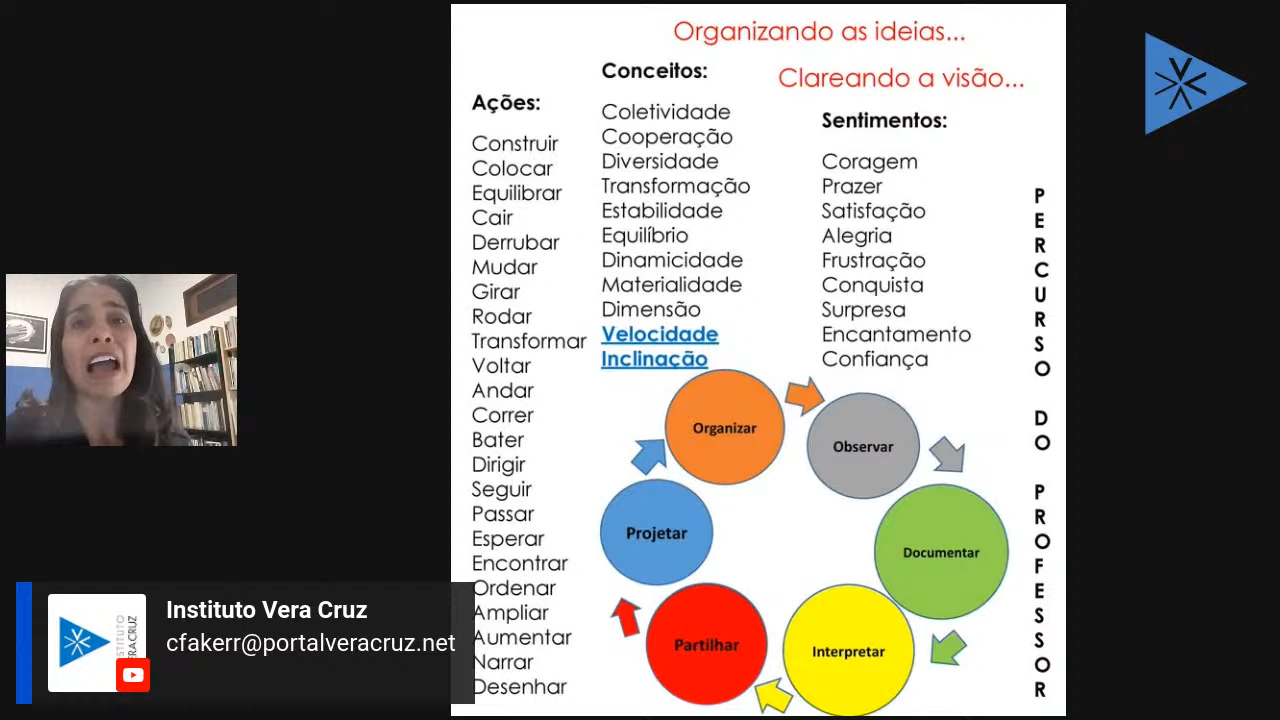 Organizando as ideias...
Clareando a visão...
Ações:
Construir
Colocar
Equilibrar
Cair
Derrubar
Mudar
Girar
Rodar
Transformar
Voltar
Andar
Correr
Bater
Dirigir
Seguir
Passar
Esperar
Encontrar
Ordenar
Ampliar
Aumentar
Narrar
Desenhar
Conceitos:
Coletividade
Cooperação
Diversidade
Transformação
Estabilidade
Equilíbrio
Dinamicidade
Materialidade
Dimensão
Velocidade
Inclinação
Sentimentos:
Coragem
Prazer
Satisfação
Alegria
Frustração
Conquista
Surpresa
Encantamento
Confiança
Organizar
Observar
Documentar
Interpretar
Partilhar
Projetar
PERCURSO DO PROFESSOR
Instituto Vera Cruz
cfakerr@portalveracruz.net